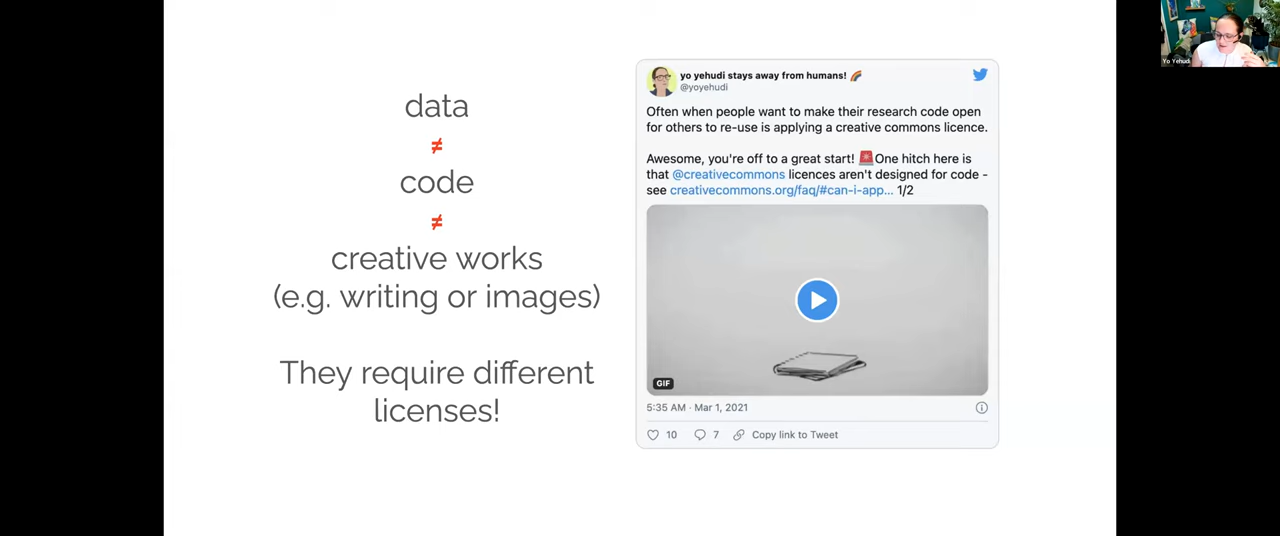 data
≠
code
≠
creative works
(e.g. writing or images)
They require different
licenses!
yo yehudi stays away from humans! 🌈
@yoyehudi
Often when people want to make their research code open
for others to re-use is applying a creative commons licence.
Awesome, you're off to a great start! 🚨One hitch here is
that @creativecommons licences aren't designed for code -
see creativecommons.org/faq/#can-i-app... 1/2
GIF
5:35 AM · Mar 1, 2021
10 7 Copy link to Tweet
Yo Yehudi